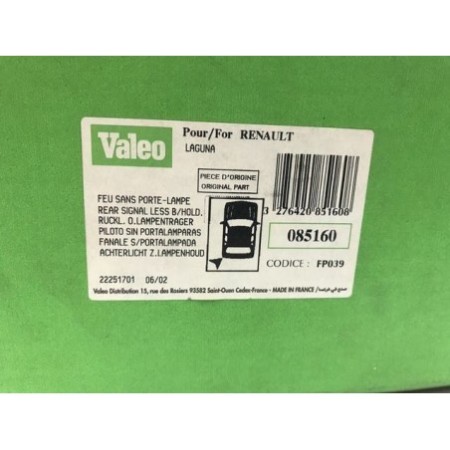 Valeo
Pour/For RENAULT
LAGUNA
PIECE D'ORIGINE
ORIGINAL PART
3 276420 851608
FEU SANS PORTE-LAMPE
REAR SIGNAL LESS B/HOLD.
RUCKL. O.LAMPENTRAGER
PILOTO SIN PORTALAMPARAS
FANALE S/PORTALAMPADA
ACHTERLICHT Z.LAMPENHOUD
085160
CODICE : FP039
22251701 06/02
Valeo Distribution 15, rue des Rosiers 93582 Saint-Ouen Cedex-France - MADE IN FRANCE /